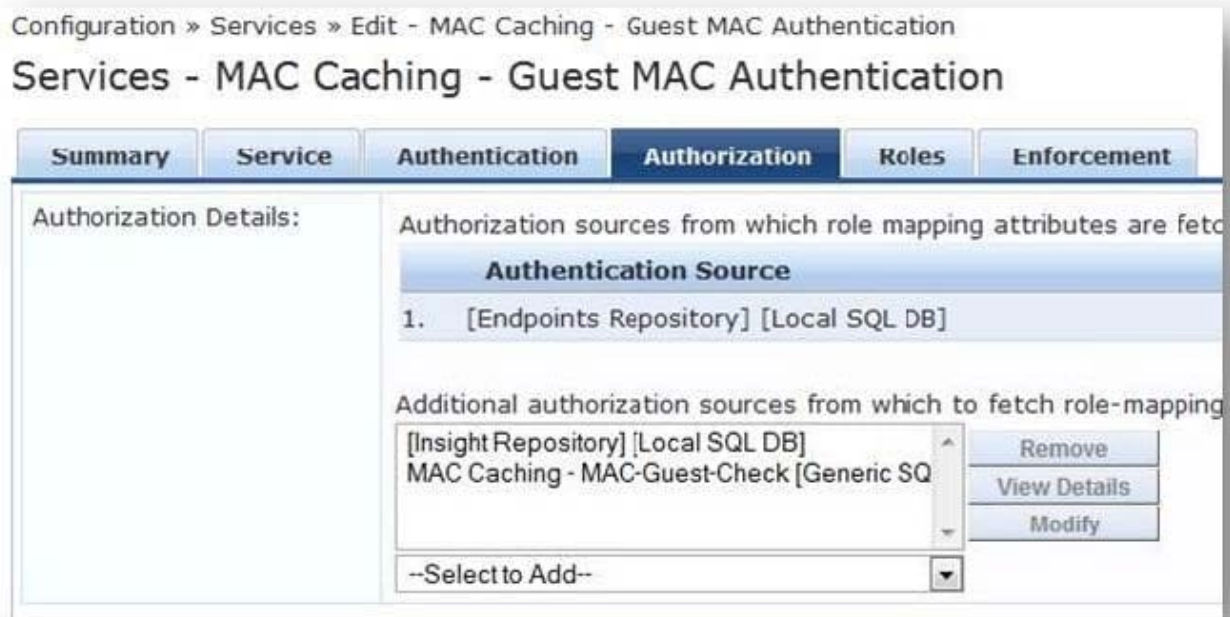 Configuration » Services » Edit - MAC Caching - Guest MAC Authentication
Services - MAC Caching - Guest MAC Authentication
Summary Service Authentication Authorization Roles Enforcement
Authorization Details:
Authorization sources from which role mapping attributes are fetc
Authentication Source
1. [Endpoints Repository] [Local SQL DB]
Additional authorization sources from which to fetch role-mapping
[Insight Repository] [Local SQL DB]
MAC Caching - MAC-Guest-Check [Generic SQ
Remove
View Details
Modify
--Select to Add--